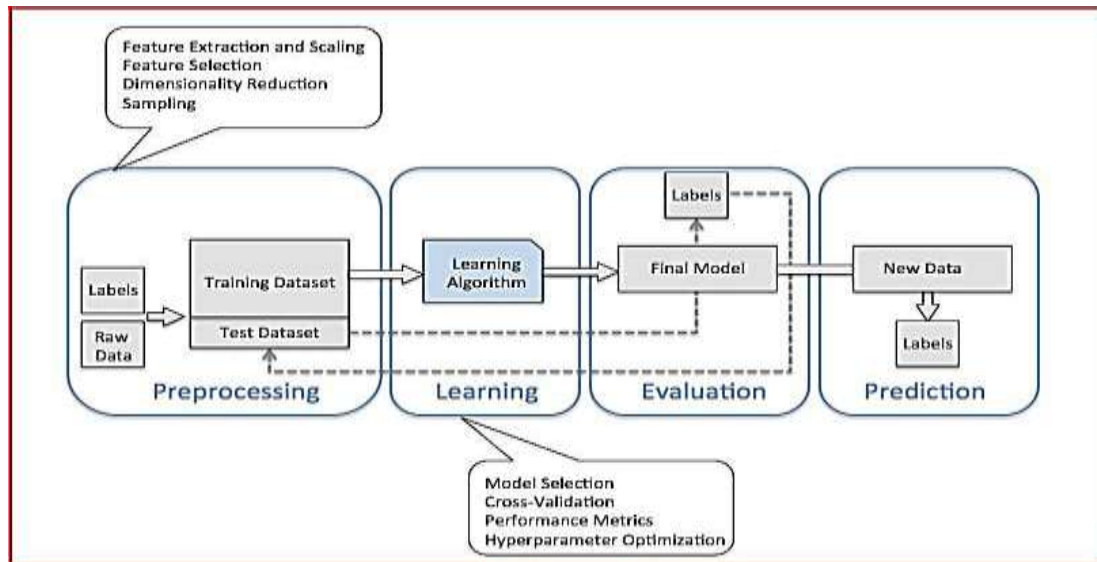 Feature Extraction and Scaling
Feature Selection
Dimensionality Reduction
Sampling
Labels
Raw
Data
Training Dataset
Test Dataset
Preprocessing
Learning
Algorithm
Learning
Labels
Final Model
Evaluation
New Data
Labels
Prediction
Model Selection
Cross-Validation
Performance Metrics
Hyperparameter Optimization